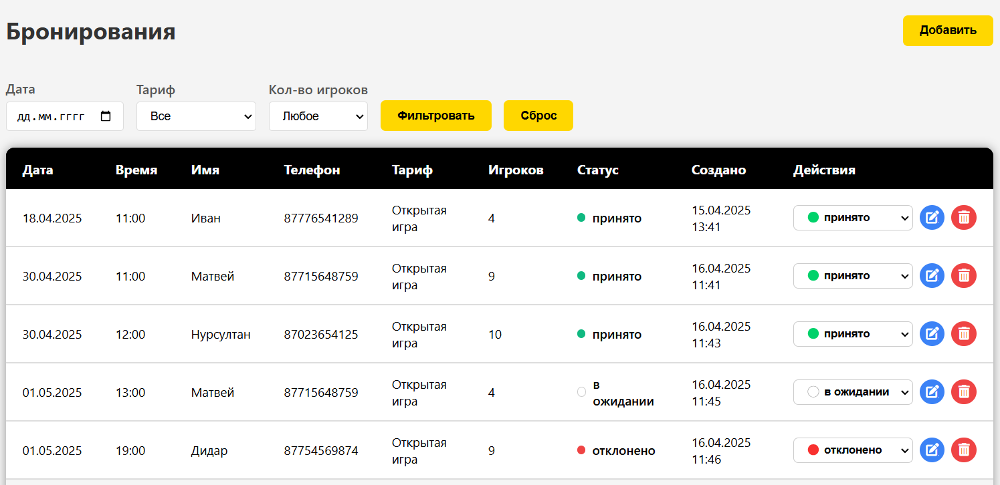 Бронирования
Добавить
Дата Тариф Кол-во игроков
дд.мм.гггг Все Любое Фильтровать Сброс
Дата Время Имя Телефон Тариф Игроков Статус Создано Действия
18.04.2025 11:00 Иван 87776541289 Открытая игра 4 принято 15.04.2025 13:41 принято
30.04.2025 11:00 Матвей 87715648759 Открытая игра 9 принято 16.04.2025 11:41 принято
30.04.2025 12:00 Нурсултан 87023654125 Открытая игра 10 принято 16.04.2025 11:43 принято
01.05.2025 13:00 Матвей 87715648759 Открытая игра 4 в ожидании 16.04.2025 11:45 в ожидании
01.05.2025 19:00 Дидар 87754569874 Открытая игра 9 отклонено 16.04.2025 11:46 отклонено